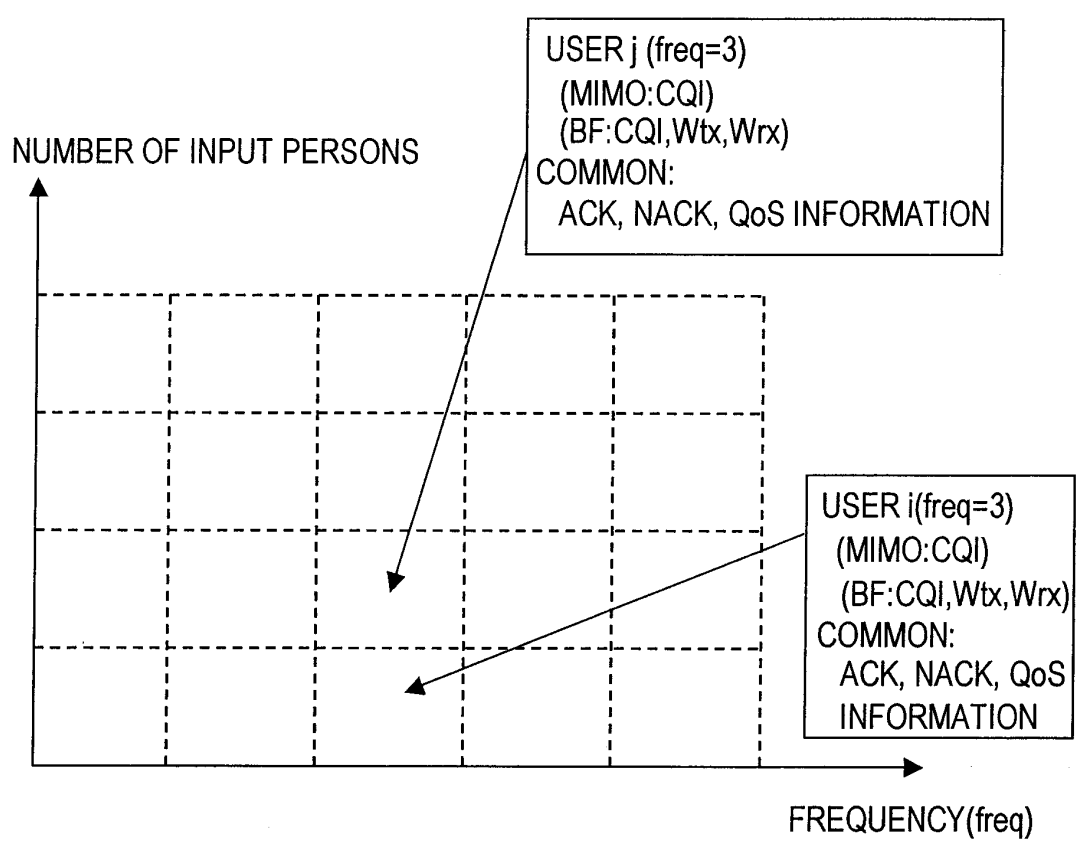 USER j (freq=3)
(MIMO:CQI)
(BF:CQI,Wtx,Wrx)
COMMON:
ACK, NACK, QoS INFORMATION
NUMBER OF INPUT PERSONS
USER i(freq=3)
(MIMO:CQI)
(BF:CQI,Wtx,Wrx)
COMMON:
ACK, NACK, QoS
INFORMATION
FREQUENCY(freq)